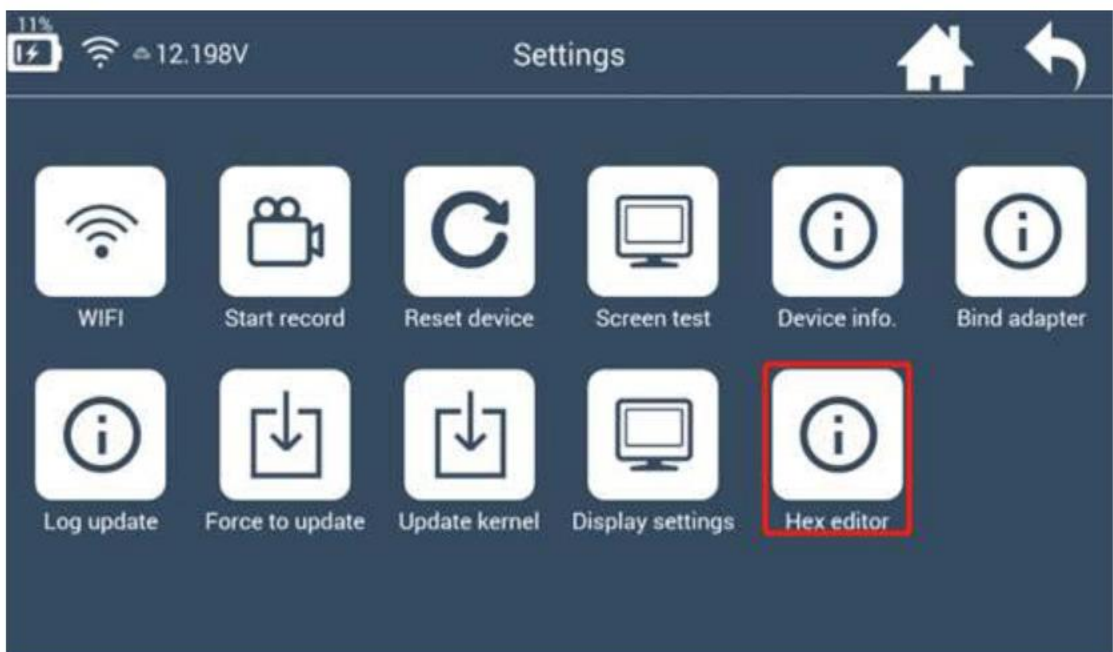 11%
12.198V
Settings
WIFI
Start record
Reset device
Screen test
Device info.
Bind adapter
Log update
Force to update
Update kernel
Display settings
Hex editor